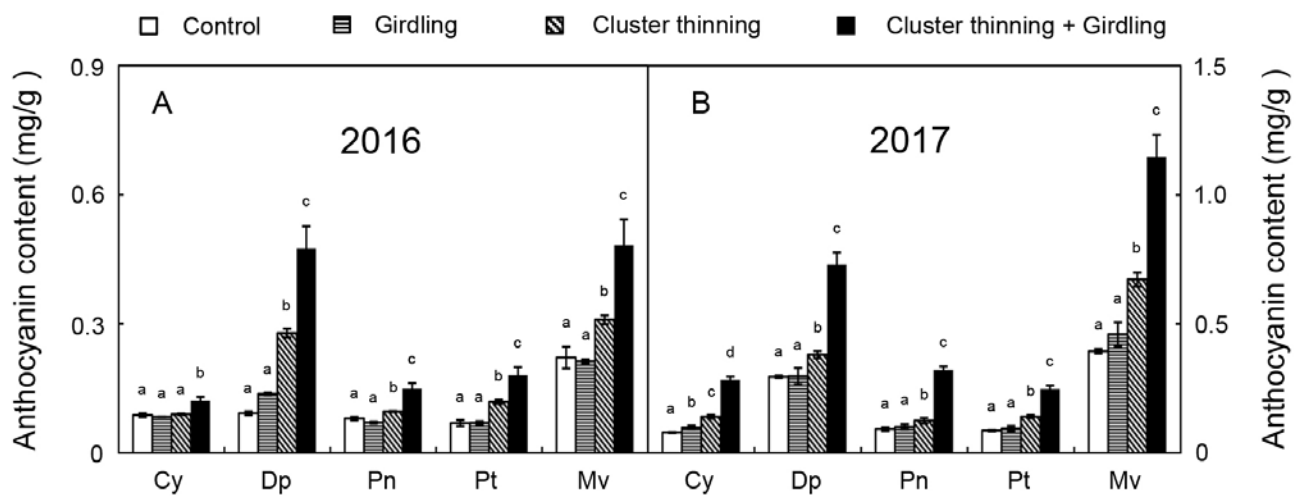 Control Girdling Cluster thinning Cluster thinning + Girdling
Anthocyanin content (mg/g )
0.9
0.6
0.3
0
A
2016
a a a b
a a b c
a a b c
a a b c
a a b c
Cy Dp Pn Pt Mv
B
2017
a b c d
a a b c
a a b c
a a b c
a a b c
Cy Dp Pn Pt Mv
1.5
1.0
0.5
0
Anthocyanin content (mg/g )